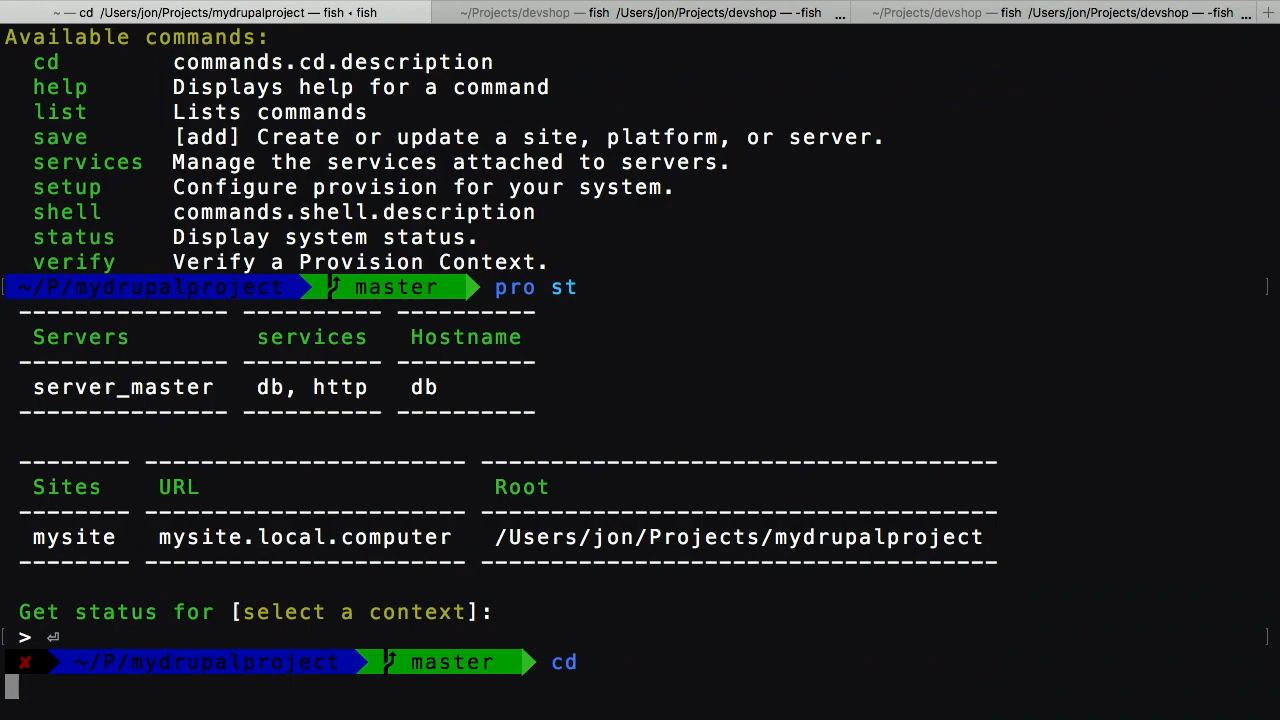 ~ — cd /Users/jon/Projects/mydrupalproject — fish ◂ fish
~/Projects/devshop — fish /Users/jon/Projects/devshop — -fish ...
~/Projects/devshop — fish /Users/jon/Projects/devshop — -fish ... +
Available commands:
cd commands.cd.description
help Displays help for a command
list Lists commands
save [add] Create or update a site, platform, or server.
services Manage the services attached to servers.
setup Configure provision for your system.
shell commands.shell.description
status Display system status.
verify Verify a Provision Context.
~/P/mydrupalproject master pro st
--------------- ---------- ----------
Servers services Hostname
--------------- ---------- ----------
server_master db, http db
--------------- ---------- ----------
-------- ----------------------- -------------------------------------
Sites URL Root
-------- ----------------------- -------------------------------------
mysite mysite.local.computer /Users/jon/Projects/mydrupalproject
-------- ----------------------- -------------------------------------
Get status for [select a context]:
> ⏎
✘ ~/P/mydrupalproject master cd